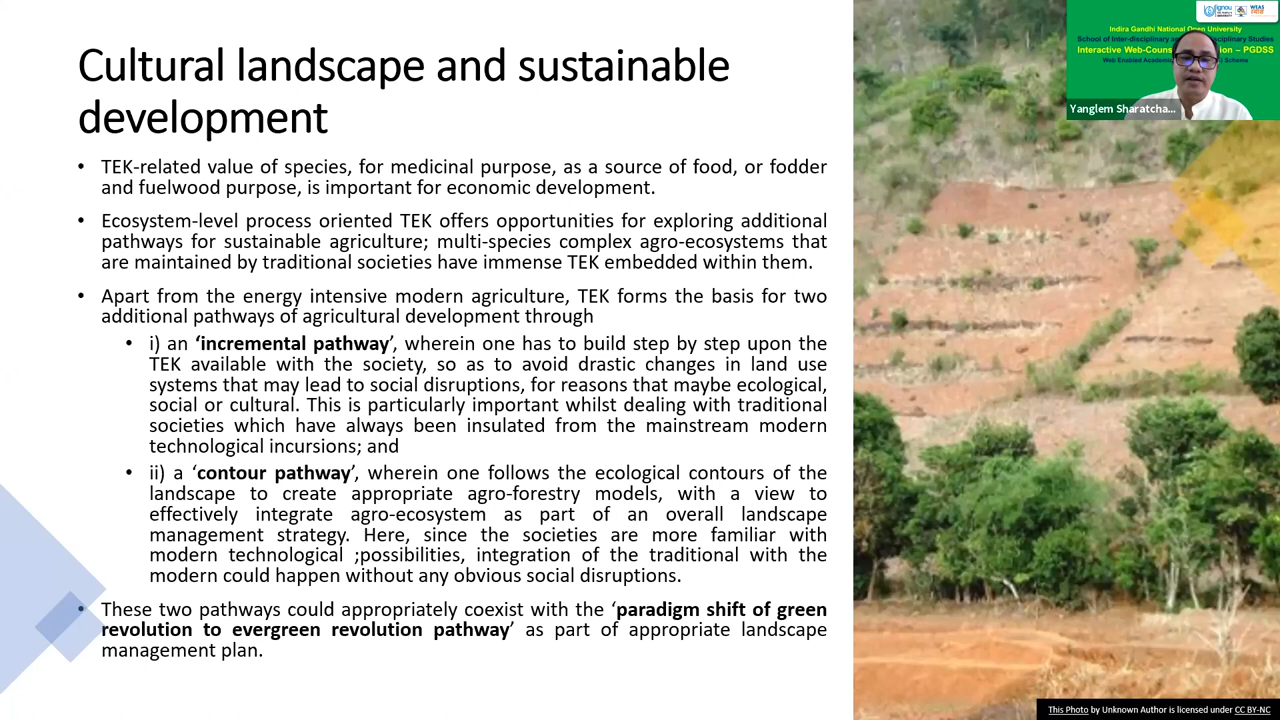 Cultural landscape and sustainable
development
• TEK-related value of species, for medicinal purpose, as a source of food, or fodder
and fuelwood purpose, is important for economic development.
• Ecosystem-level process oriented TEK offers opportunities for exploring additional
pathways for sustainable agriculture; multi-species complex agro-ecosystems that
are maintained by traditional societies have immense TEK embedded within them.
• Apart from the energy intensive modern agriculture, TEK forms the basis for two
additional pathways of agricultural development through
• i) an ‘incremental pathway’, wherein one has to build step by step upon the
TEK available with the society, so as to avoid drastic changes in land use
systems that may lead to social disruptions, for reasons that maybe ecological,
social or cultural. This is particularly important whilst dealing with traditional
societies which have always been insulated from the mainstream modern
technological incursions; and
• ii) a ‘contour pathway’, wherein one follows the ecological contours of the
landscape to create appropriate agro-forestry models, with a view to
effectively integrate agro-ecosystem as part of an overall landscape
management strategy. Here, since the societies are more familiar with
modern technological ;possibilities, integration of the traditional with the
modern could happen without any obvious social disruptions.
• These two pathways could appropriately coexist with the ‘paradigm shift of green
revolution to evergreen revolution pathway’ as part of appropriate landscape
management plan.
ignou
WEAS
Indira Gandhi National Open University
School of Inter-disciplinary Studies
Interactive – PGDSS
Web Enabled Scheme
Yanglem Sharatcha...
This Photo by Unknown Author is licensed under CC BY-NC